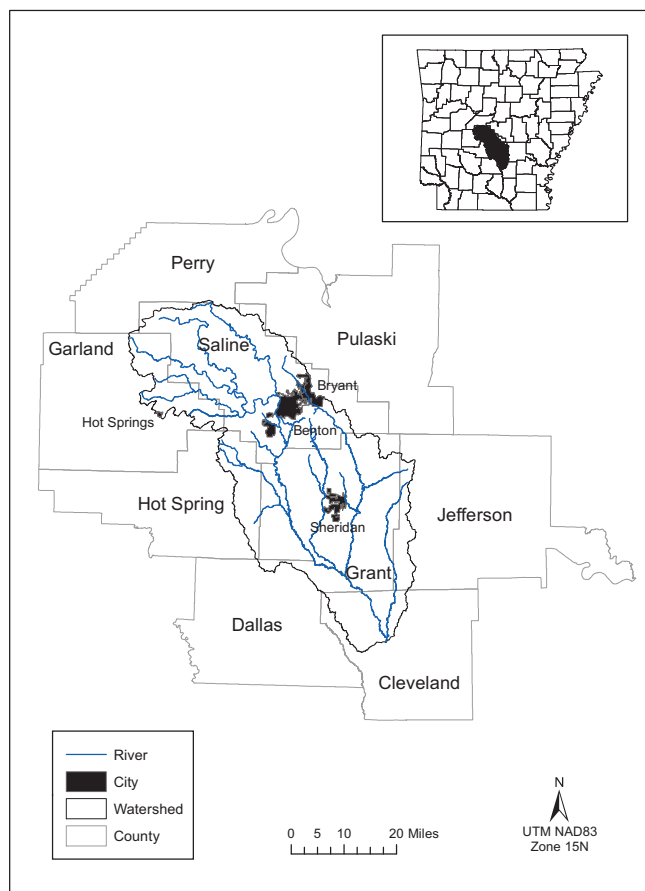 Perry
Pulaski
Garland
Saline
Bryant
Hot Springs
Benton
Hot Spring
Jefferson
Sheridan
Grant
Dallas
Cleveland
River
City
Watershed
County
0 5 10 20 Miles
N
UTM NAD83
Zone 15N